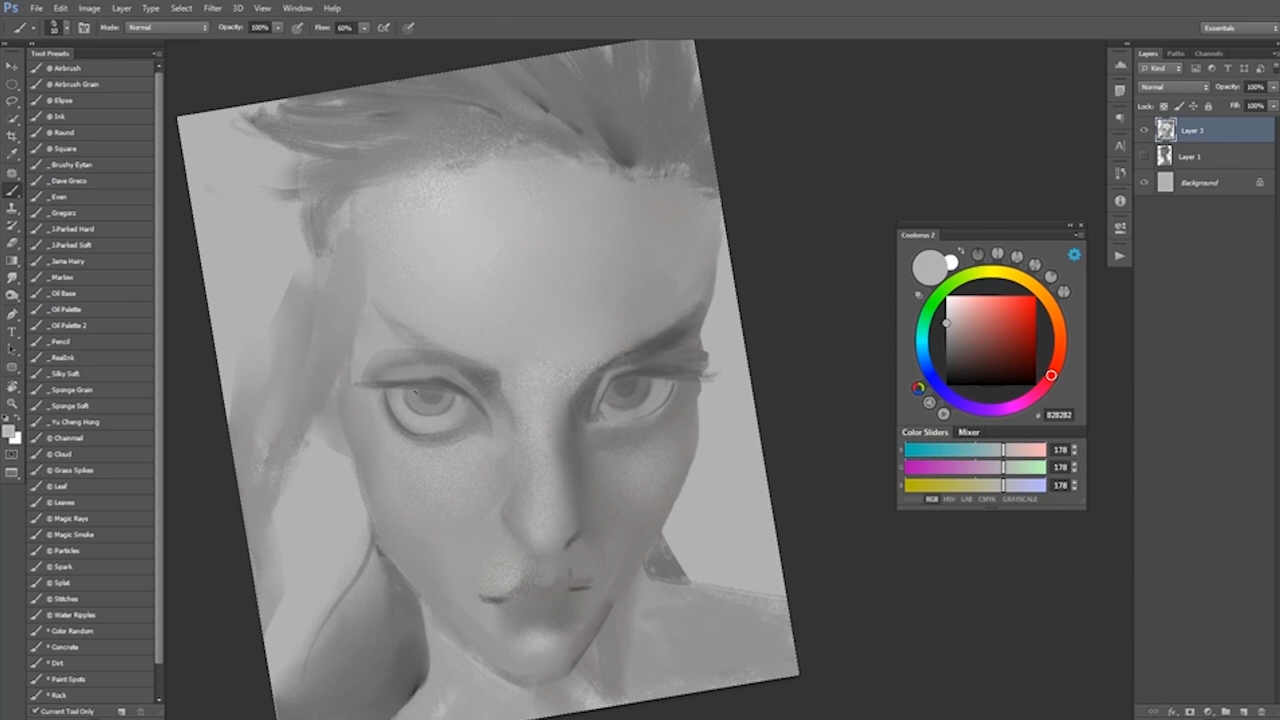 Ps File Edit Image Layer Type Select Filter 3D View Window Help
10 Mode: Normal Opacity: 100% Flow: 60% Essentials
Tool Presets
@ Airbrush
@ Airbrush Grain
@ Elipse
@ Ink
@ Round
@ Square
_Brushy Eytan
_Dave Greco
_Even
_Gregorz
_J.Parked Hard
_J.Parked Soft
_Jama Hairy
_Marlow
_Oil Base
_Oil Palette
_Oil Palette 2
_Pencil
_RealInk
_Silky Soft
_Sponge Grain
_Sponge Soft
_Yu Cheng Hong
© Chainmail
© Cloud
© Grass Spikes
© Leaf
© Leaves
© Magic Rays
© Magic Smoke
© Particles
© Spark
© Splat
© Stitches
© Water Ripples
* Color Random
* Concrete
* Dirt
* Paint Spots
* Rock
Current Tool Only
Coolorus 2
# B2B2B2
Color Sliders Mixer
178
178
178
RGB HSV LAB CMYK GRAYSCALE
Layers Paths Channels
Kind
Normal Opacity: 100%
Lock: Fill: 100%
Layer 3
Layer 1
Background